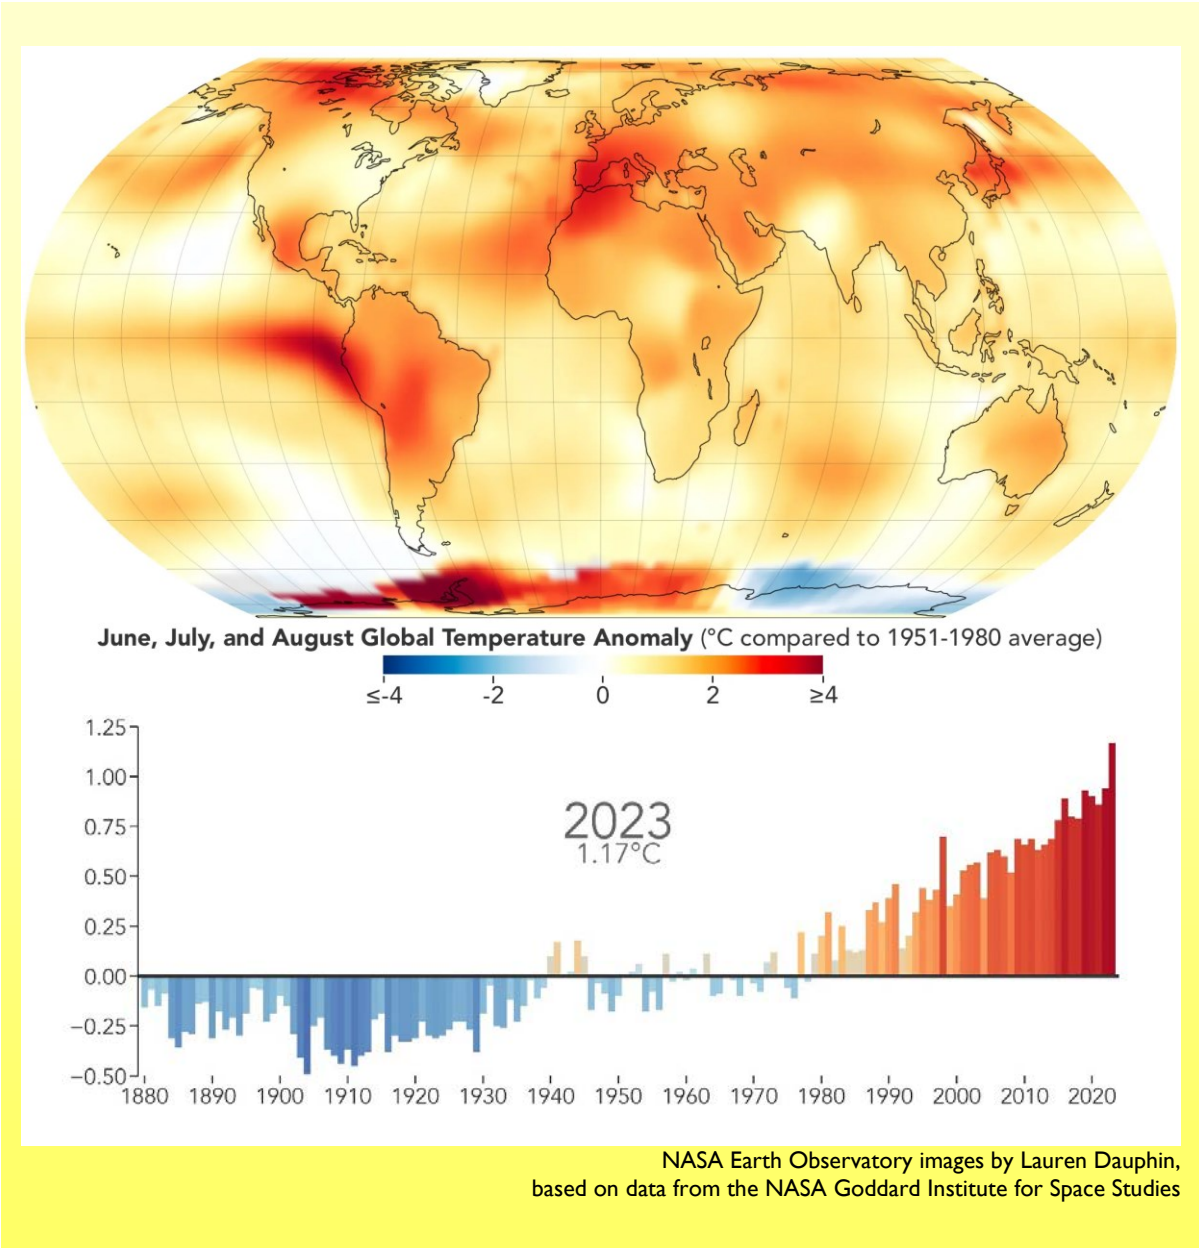 June, July, and August Global Temperature Anomaly (°C compared to 1951-1980 average)
≤-4 -2 0 2 ≥4
2023
1.17°C
1.25
1.00
0.75
0.50
0.25
0.00
−0.25
−0.50
1880 1890 1900 1910 1920 1930 1940 1950 1960 1970 1980 1990 2000 2010 2020
NASA Earth Observatory images by Lauren Dauphin,
based on data from the NASA Goddard Institute for Space Studies